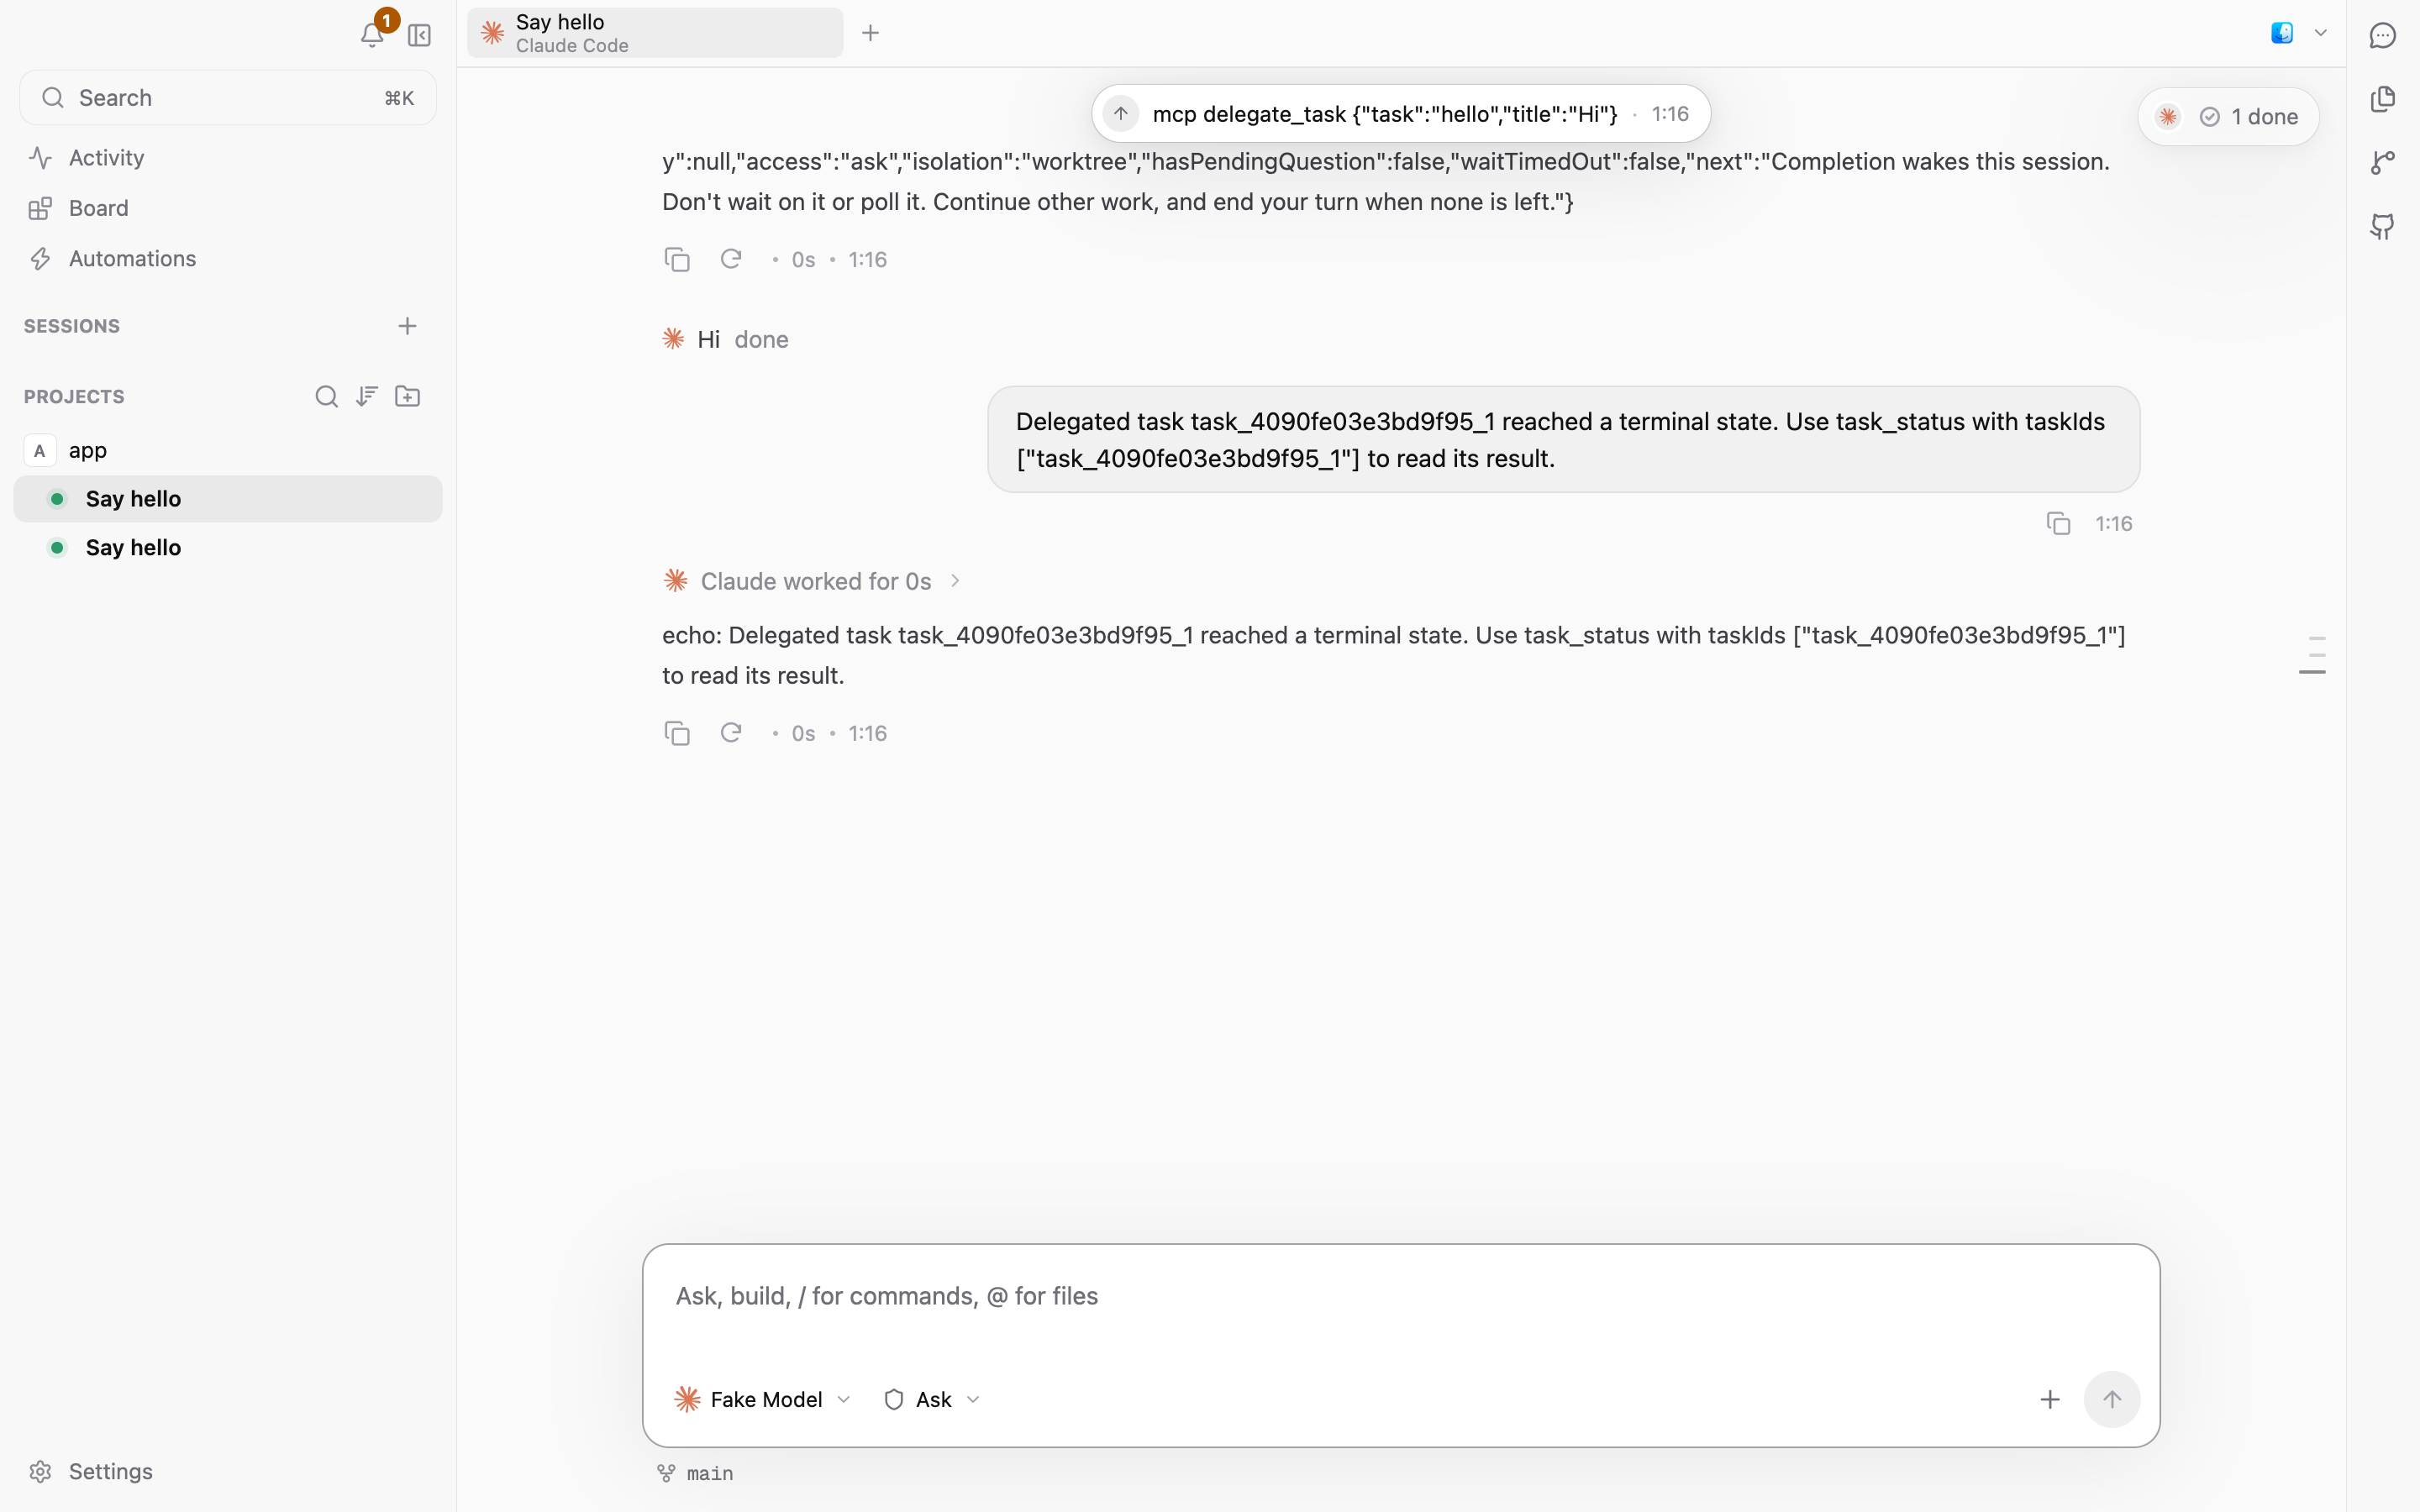 1
Search ⌘K
Activity
Board
Automations
SESSIONS
PROJECTS
A app
Say hello
Say hello
Settings
Say hello
Claude Code
mcp delegate_task {"task":"hello","title":"Hi"} · 1:16
1 done
y":null,"access":"ask","isolation":"worktree","hasPendingQuestion":false,"waitTimedOut":false,"next":"Completion wakes this session.
Don't wait on it or poll it. Continue other work, and end your turn when none is left."}
• 0s • 1:16
Hi done
Delegated task task_4090fe03e3bd9f95_1 reached a terminal state. Use task_status with taskIds
["task_4090fe03e3bd9f95_1"] to read its result.
1:16
Claude worked for 0s
echo: Delegated task task_4090fe03e3bd9f95_1 reached a terminal state. Use task_status with taskIds ["task_4090fe03e3bd9f95_1"]
to read its result.
• 0s • 1:16
Ask, build, / for commands, @ for files
Fake Model Ask
main